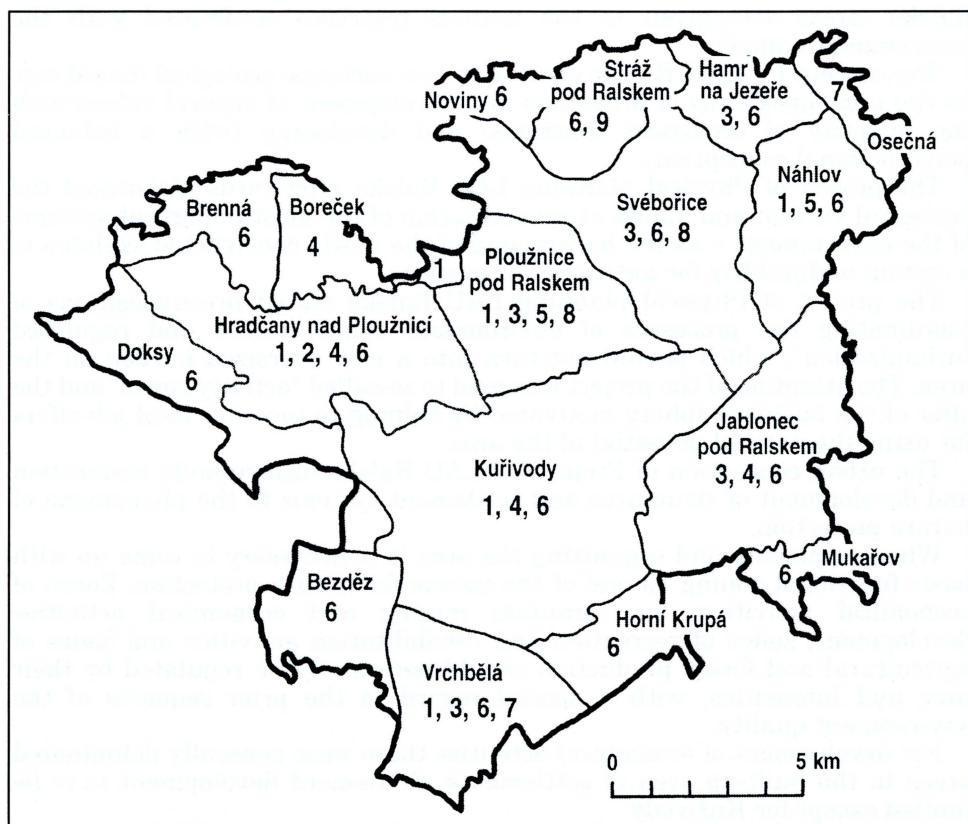 Stráž
pod Ralskem
6, 9
Hamr
na Jezeře
3, 6
7
Noviny 6
Osečná
Náhlov
1, 5, 6
Svébořice
3, 6, 8
Brenná
6
Boreček
4
1
Ploužnice
pod Ralskem
1, 3, 5, 8
Hradčany nad Ploužnicí
1, 2, 4, 6
Doksy
6
Jablonec
pod Ralskem
3, 4, 6
Kuřivody
1, 4, 6
Mukařov
6
Bezděz
6
Horní Krupá
6
Vrchbělá
1, 3, 6, 7
0 5 km